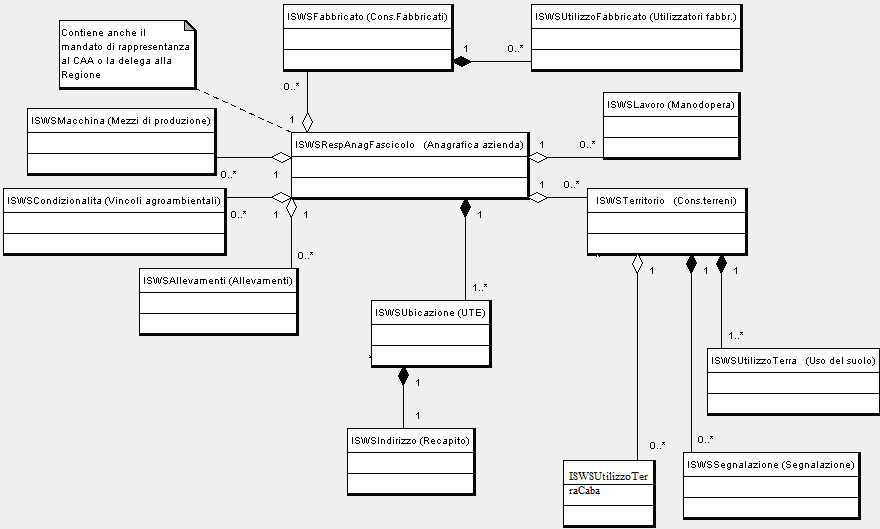 ISWSFabbricato (Cons.Fabbricati)
ISWSUtilizzoFabbricato (Utilizzatori fabbr.)
Contiene anche il
mandato di rappresentanza
al CAA o la delega alla
Regione
1
0..*
0..*
1
ISWSLavoro (Manodopera)
ISWSMacchina (Mezzi di produzione)
ISWSRespAnagFascicolo (Anagrafica azienda)
1
0..*
0..*
1
1
0..*
ISWSCondizionalita (Vincoli agroambientali)
ISWSTerritorio (Cons.terreni)
0..*
1
1
1
0..*
1
1
1
ISWSAllevamenti (Allevamenti)
1..*
ISWSUbicazione (UTE)
1..*
ISWSUtilizzoTerra (Uso del suolo)
1
1
0..*
0..*
ISWSIndirizzo (Recapito)
ISWSSegnalazione (Segnalazione)
ISWSUtilizzoTer
raCaba